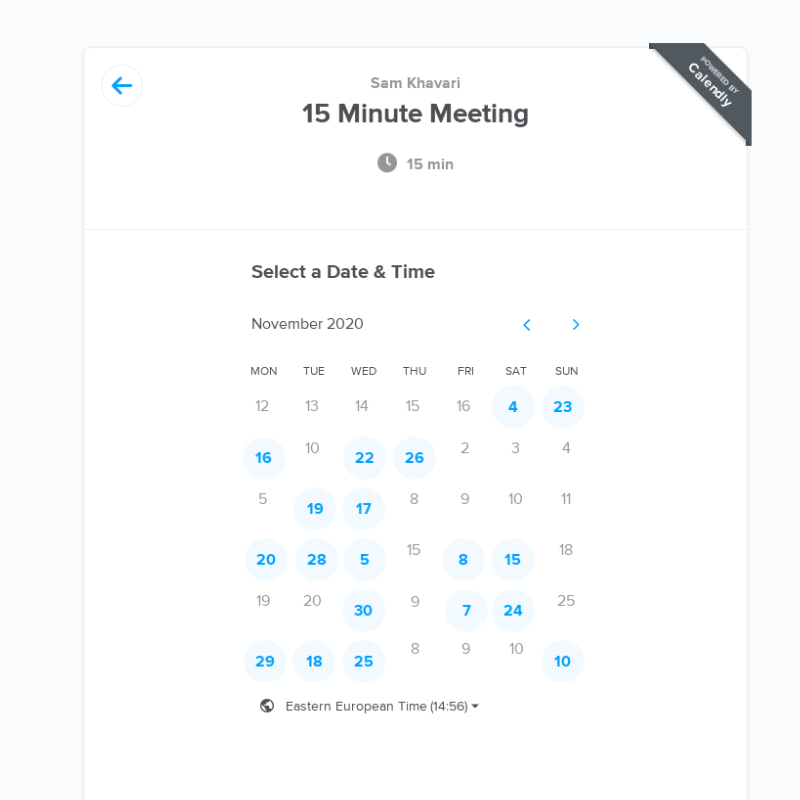 POWERED BY
Calendly
Sam Khavari
15 Minute Meeting
15 min
Select a Date & Time
November 2020
MON TUE WED THU FRI SAT SUN
12 13 14 15 16 4 23
16 10 22 26 2 3 4
5 19 17 8 9 10 11
20 28 5 15 8 15 18
19 20 30 9 7 24 25
29 18 25 8 9 10 10
Eastern European Time (14:56)